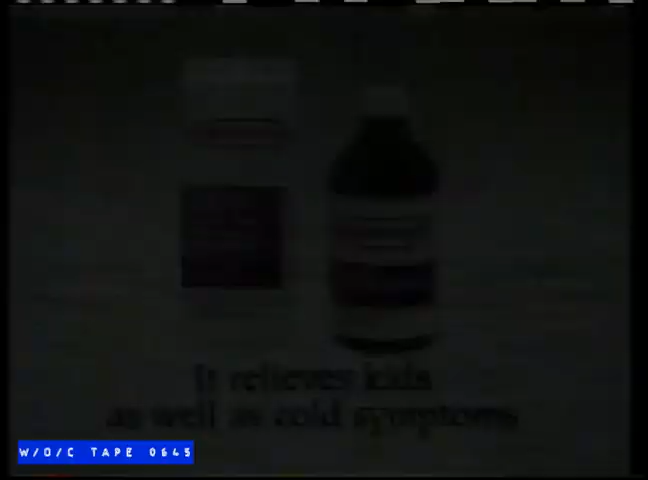 It relieves kids
as well as cold symptoms
W/O/C TAPE 0645